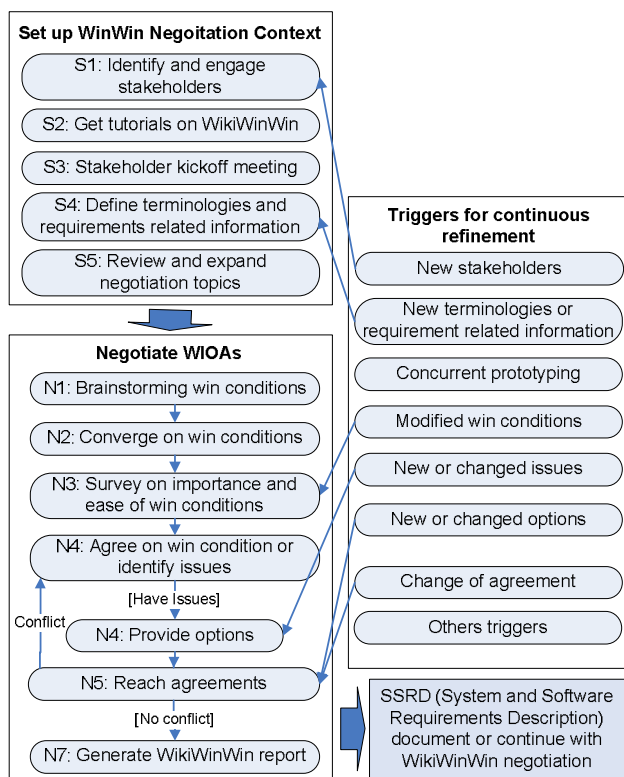 Set up WinWin Negoitation Context
S1: Identify and engage
stakeholders
S2: Get tutorials on WikiWinWin
S3: Stakeholder kickoff meeting
S4: Define terminologies and
requirements related information
S5: Review and expand
negotiation topics
Negotiate WIOAs
N1: Brainstorming win conditions
N2: Converge on win conditions
N3: Survey on importance and
ease of win conditions
N4: Agree on win condition or
identify issues
[Have Issues]
Conflict
N4: Provide options
N5: Reach agreements
[No conflict]
N7: Generate WikiWinWin report
Triggers for continuous
refinement
New stakeholders
New terminologies or
requirement related information
Concurrent prototyping
Modified win conditions
New or changed issues
New or changed options
Change of agreement
Others triggers
SSRD (System and Software
Requirements Description)
document or continue with
WikiWinWin negotiation